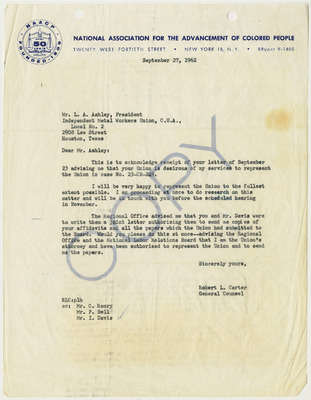 NAACP
50
FOUNDED 1909
NATIONAL ASSOCIATION FOR THE ADVANCEMENT OF COLORED PEOPLE
TWENTY WEST FORTIETH STREET • NEW YORK 18, N.Y. • BRyant 9-1400
September 27, 1962
Mr. L. A. Ashley, President
Independent Metal Workers Union, C.U.A.,
Local No. 2
2903 Lee Street
Houston, Texas
Dear Mr. Ashley:
This is to acknowledge receipt of your letter of September
23 advising me that your Union is desirous of my services to represent
the Union in case No. 23-CB-
I will be very happy to represent the Union to the fullest
extent possible. I am proceeding at once to do research on this
matter and will be in touch with you before the scheduled hearing
in November.
The Regional Office advised me that you and Mr. Davis were
to write them a joint letter authorizing them to send me copies of
your affidavits and all the papers which the Union had submitted to
the Board. Would you please do this at once—advising the Regional
Office and the National Labor Relations Board that I am the Union's
attorney and have been authorized to represent the Union and to send
me the papers.
Sincerely yours,
Robert L. Carter
General Counsel
RLC:plh
cc: Mr. C. Henry
Mr. F. Bell
Mr. I. Davis
COPY